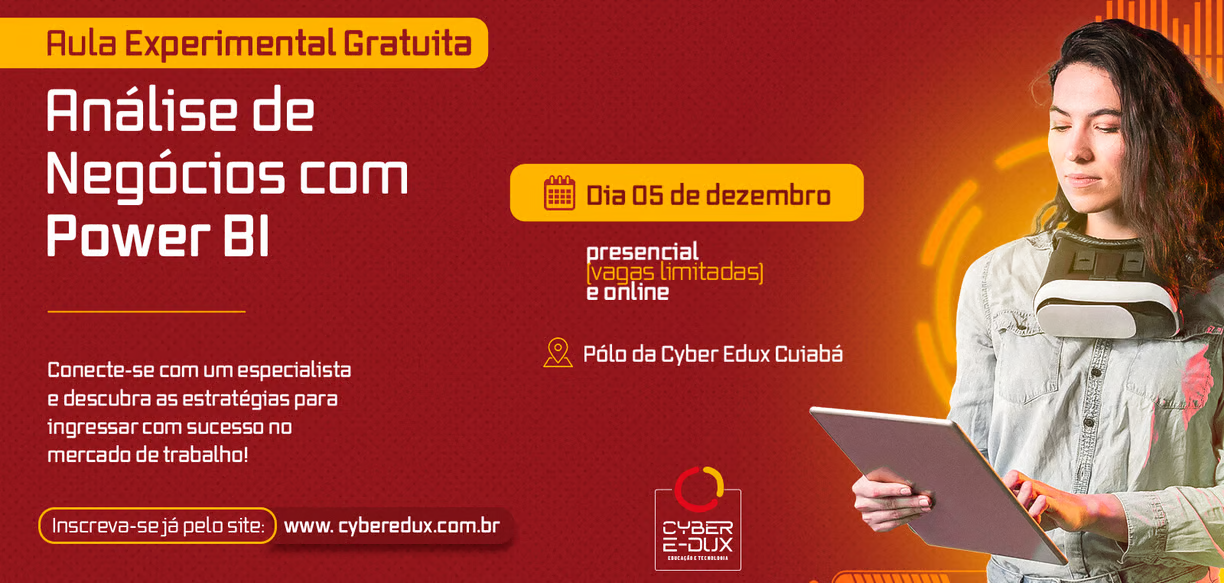 Aula Experimental Gratuita
Análise de
Negócios com
Power BI
Conecte-se com um especialista
e descubra as estratégias para
ingressar com sucesso no
mercado de trabalho!
Inscreva-se já pelo site: www. cyberedux.com.br
Dia 05 de dezembro
presencial
(vagas limitadas)
e online
Pólo da Cyber Edux Cuiabá
CYBER
E-DUX
EDUCAÇÃO E TECNOLOGIA